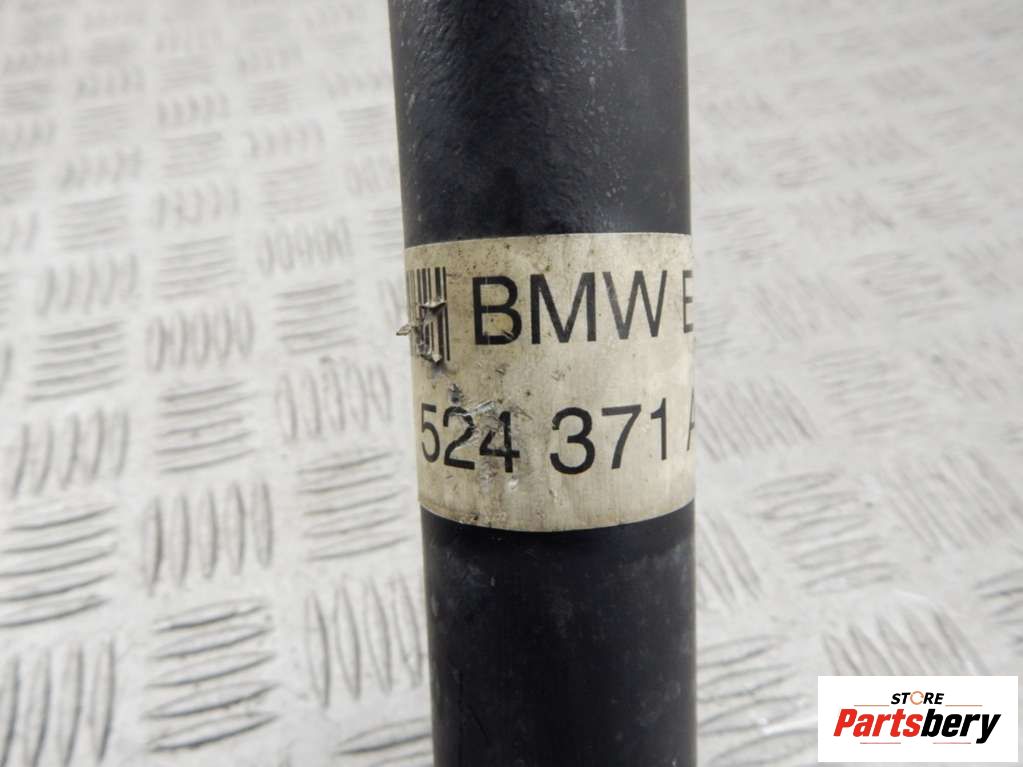 BMW E
524 371 A
STORE
Partsbery